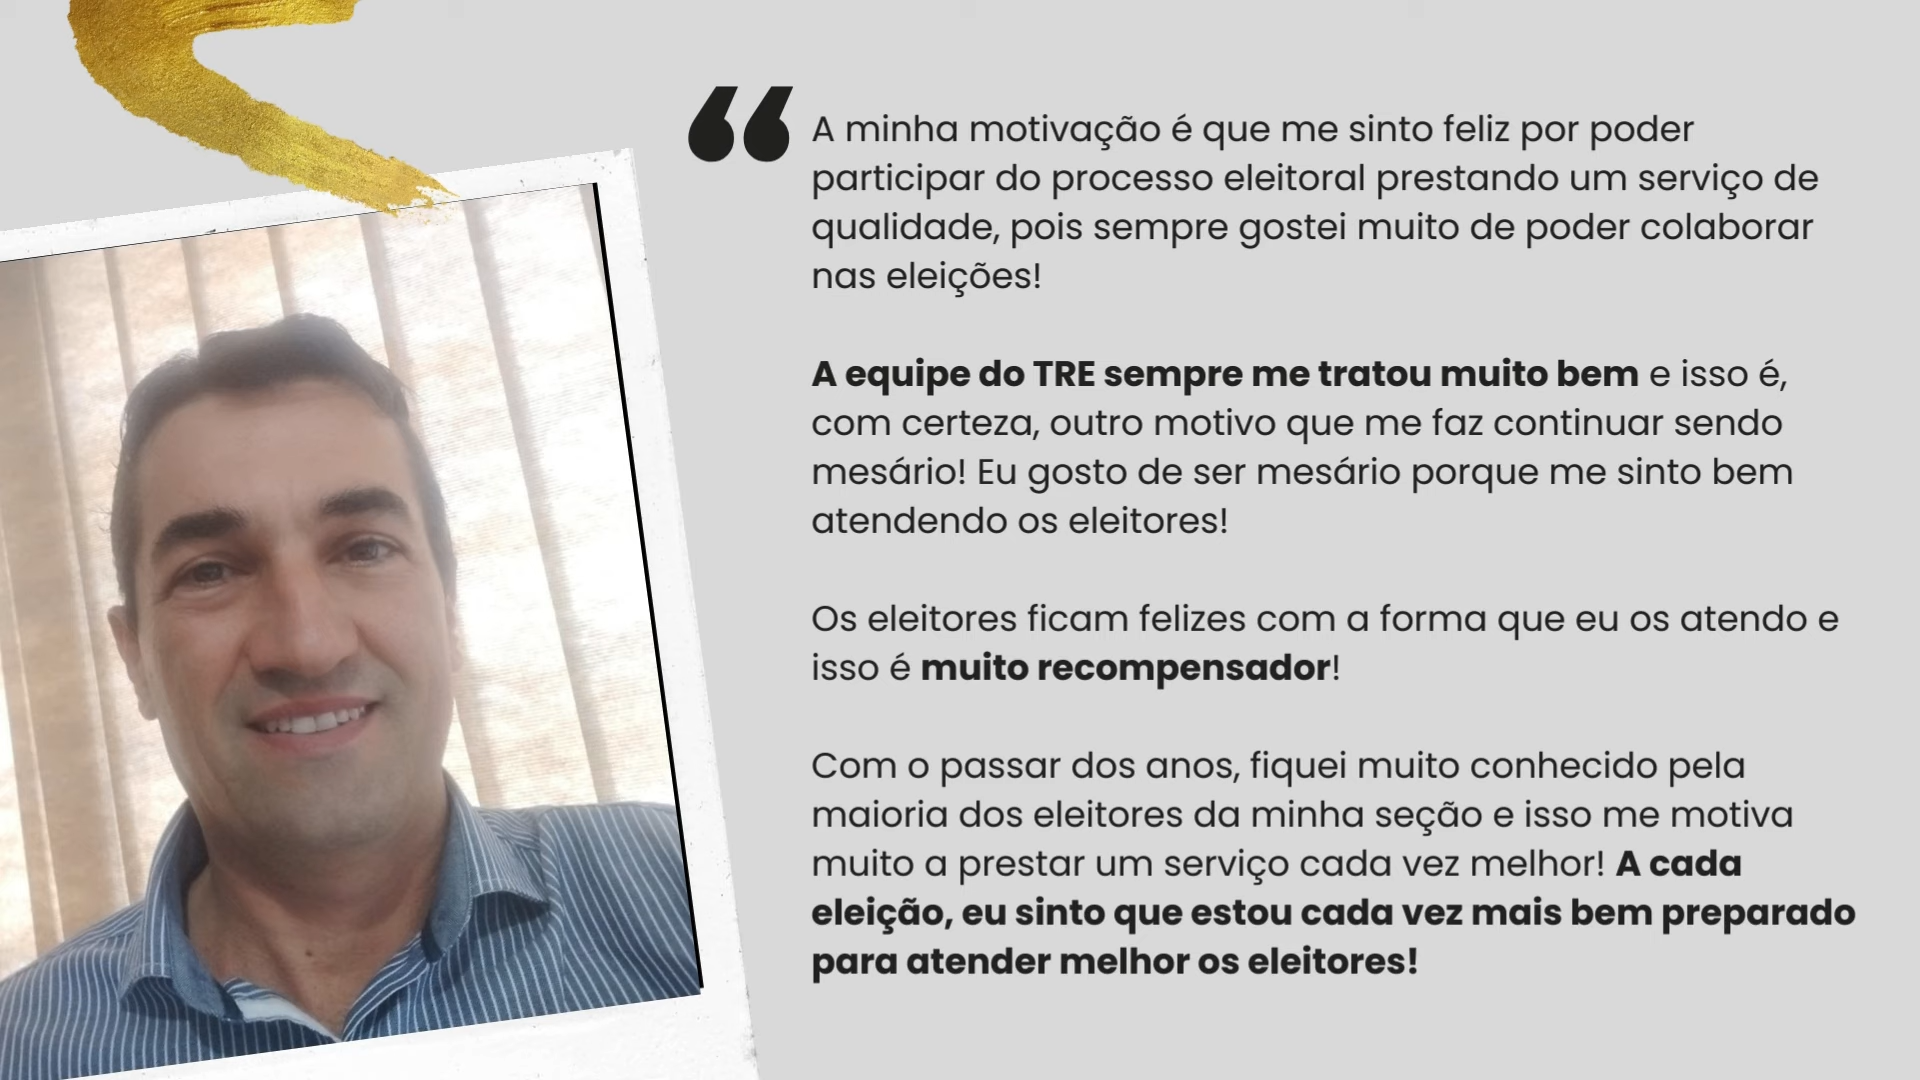 “A minha motivação é que me sinto feliz por poder
participar do processo eleitoral prestando um serviço de
qualidade, pois sempre gostei muito de poder colaborar
nas eleições!
A equipe do TRE sempre me tratou muito bem e isso é,
com certeza, outro motivo que me faz continuar sendo
mesário! Eu gosto de ser mesário porque me sinto bem
atendendo os eleitores!
Os eleitores ficam felizes com a forma que eu os atendo e
isso é muito recompensador!
Com o passar dos anos, fiquei muito conhecido pela
maioria dos eleitores da minha seção e isso me motiva
muito a prestar um serviço cada vez melhor! A cada
eleição, eu sinto que estou cada vez mais bem preparado
para atender melhor os eleitores!